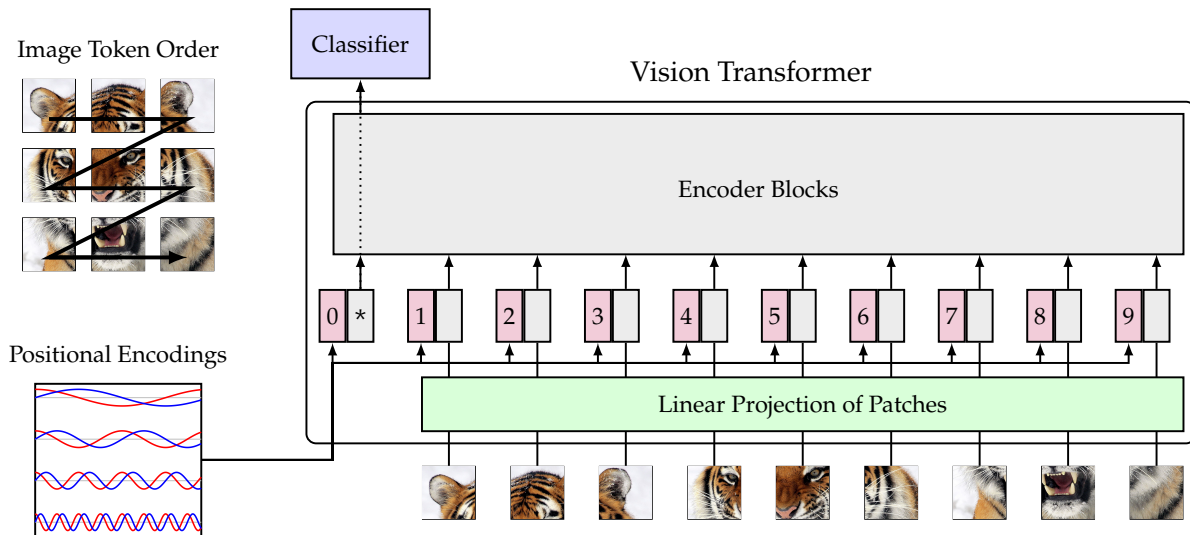 Image Token Order
Classifier
Vision Transformer
Encoder Blocks
0 * 1 2 3 4 5 6 7 8 9
Positional Encodings
Linear Projection of Patches